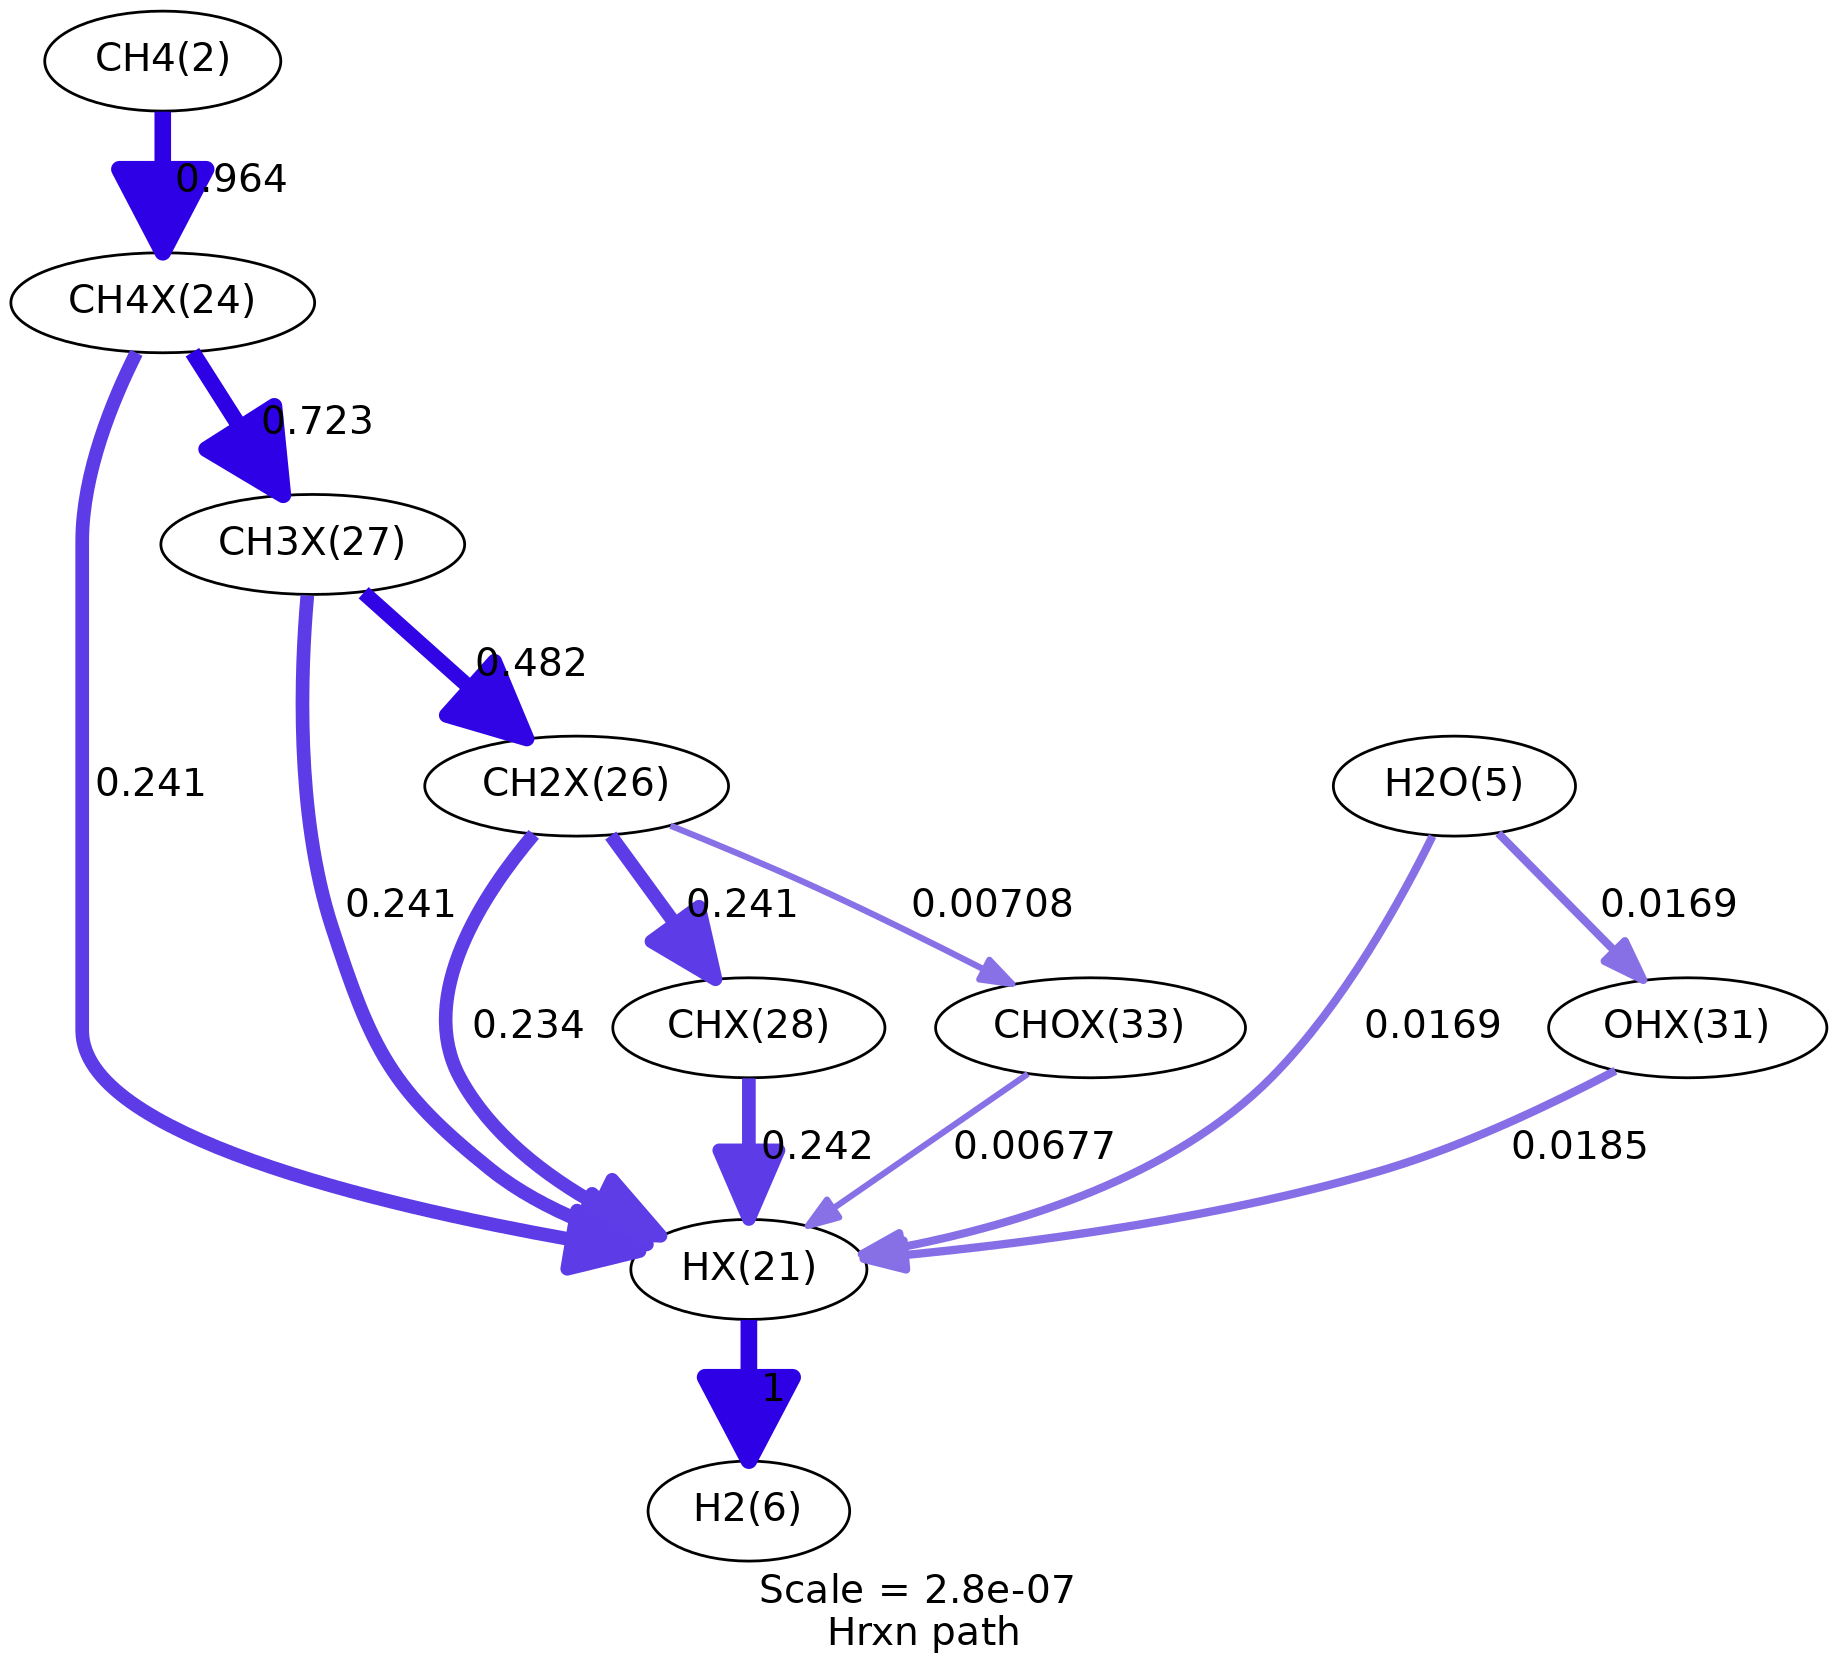 CH4(2)
0.964
CH4X(24)
0.723
CH3X(27)
0.482
CH2X(26)
H2O(5)
0.241
0.241
0.241
0.00708
0.0169
0.234
CHX(28)
CHOX(33)
0.0169
OHX(31)
0.242
0.00677
0.0185
HX(21)
1
H2(6)
Scale = 2.8e-07
Hrxn path